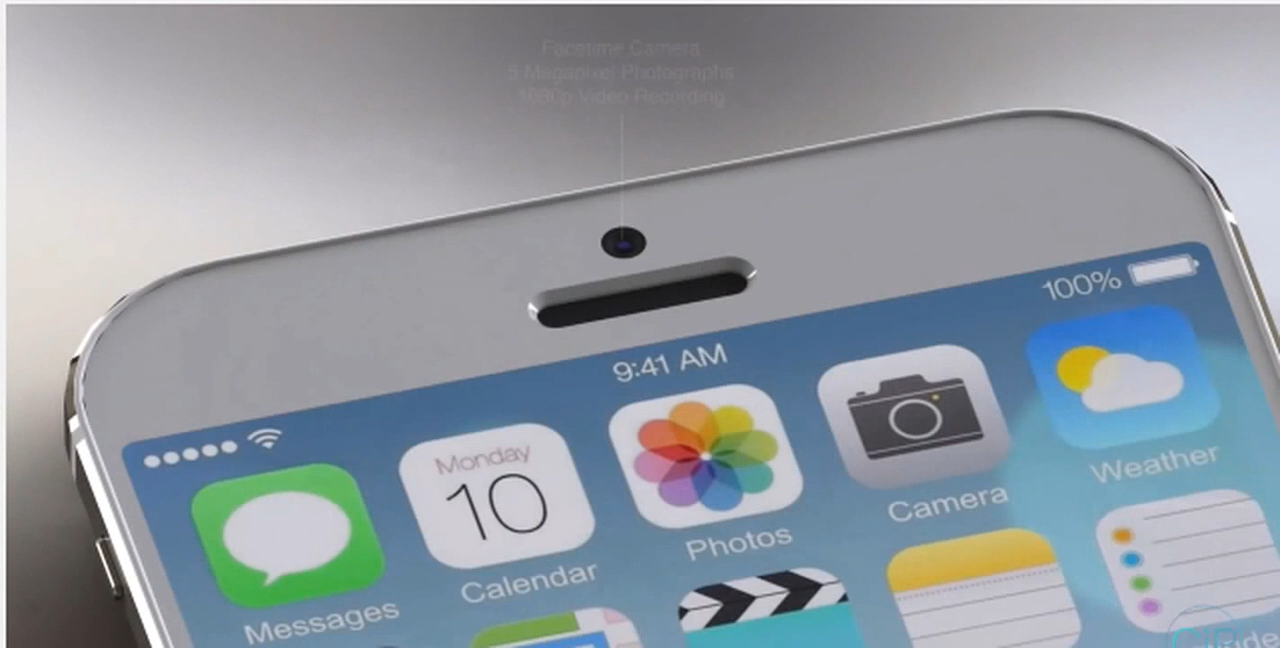 Facetime Camera
5 Megapixel Photographs
1080p Video Recording
100%
9:41 AM
Monday
10
Messages
Calendar
Photos
Camera
Weather